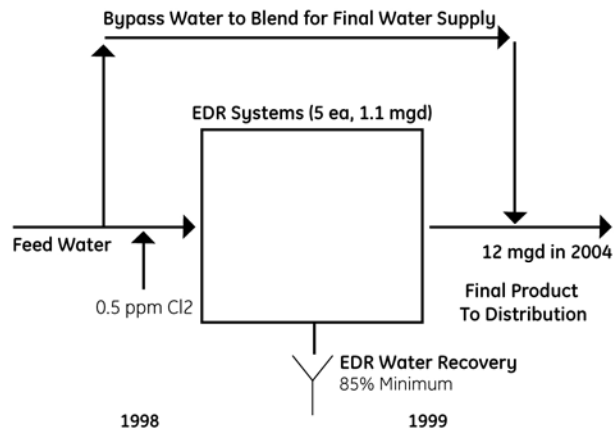 Bypass Water to Blend for Final Water Supply
EDR Systems (5 ea, 1.1 mgd)
Feed Water
0.5 ppm Cl2
12 mgd in 2004
Final Product
To Distribution
EDR Water Recovery
85% Minimum
1998
1999